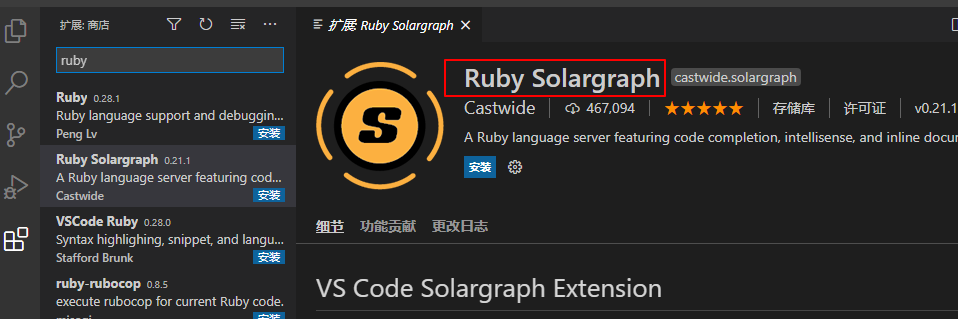 扩展: 商店
ruby
Ruby 0.28.1
Ruby language support and debuggin...
Peng Lv 安装
Ruby Solargraph 0.21.1
A Ruby language server featuring cod...
Castwide 安装
VSCode Ruby 0.28.0
Syntax highlighing, snippet, and langu...
Stafford Brunk 安装
ruby-rubocop 0.8.5
execute rubocop for current Ruby code.
misogi 安装
扩展: Ruby Solargraph
S
Ruby Solargraph castwide.solargraph
Castwide 467,094 ★★★★★ 存储库 许可证 v0.21.1
A Ruby language server featuring code completion, intellisense, and inline docu
安装
细节 功能贡献 更改日志
VS Code Solargraph Extension